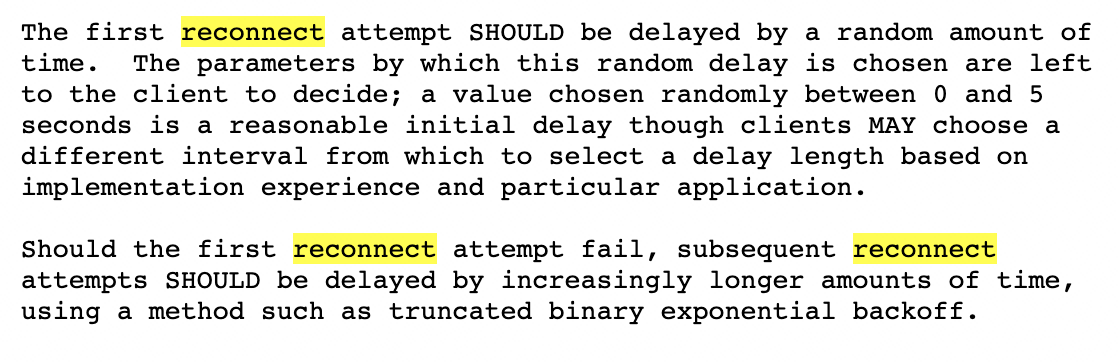 The first reconnect attempt SHOULD be delayed by a random amount of
time.  The parameters by which this random delay is chosen are left
to the client to decide; a value chosen randomly between 0 and 5
seconds is a reasonable initial delay though clients MAY choose a
different interval from which to select a delay length based on
implementation experience and particular application.

Should the first reconnect attempt fail, subsequent reconnect
attempts SHOULD be delayed by increasingly longer amounts of time,
using a method such as truncated binary exponential backoff.